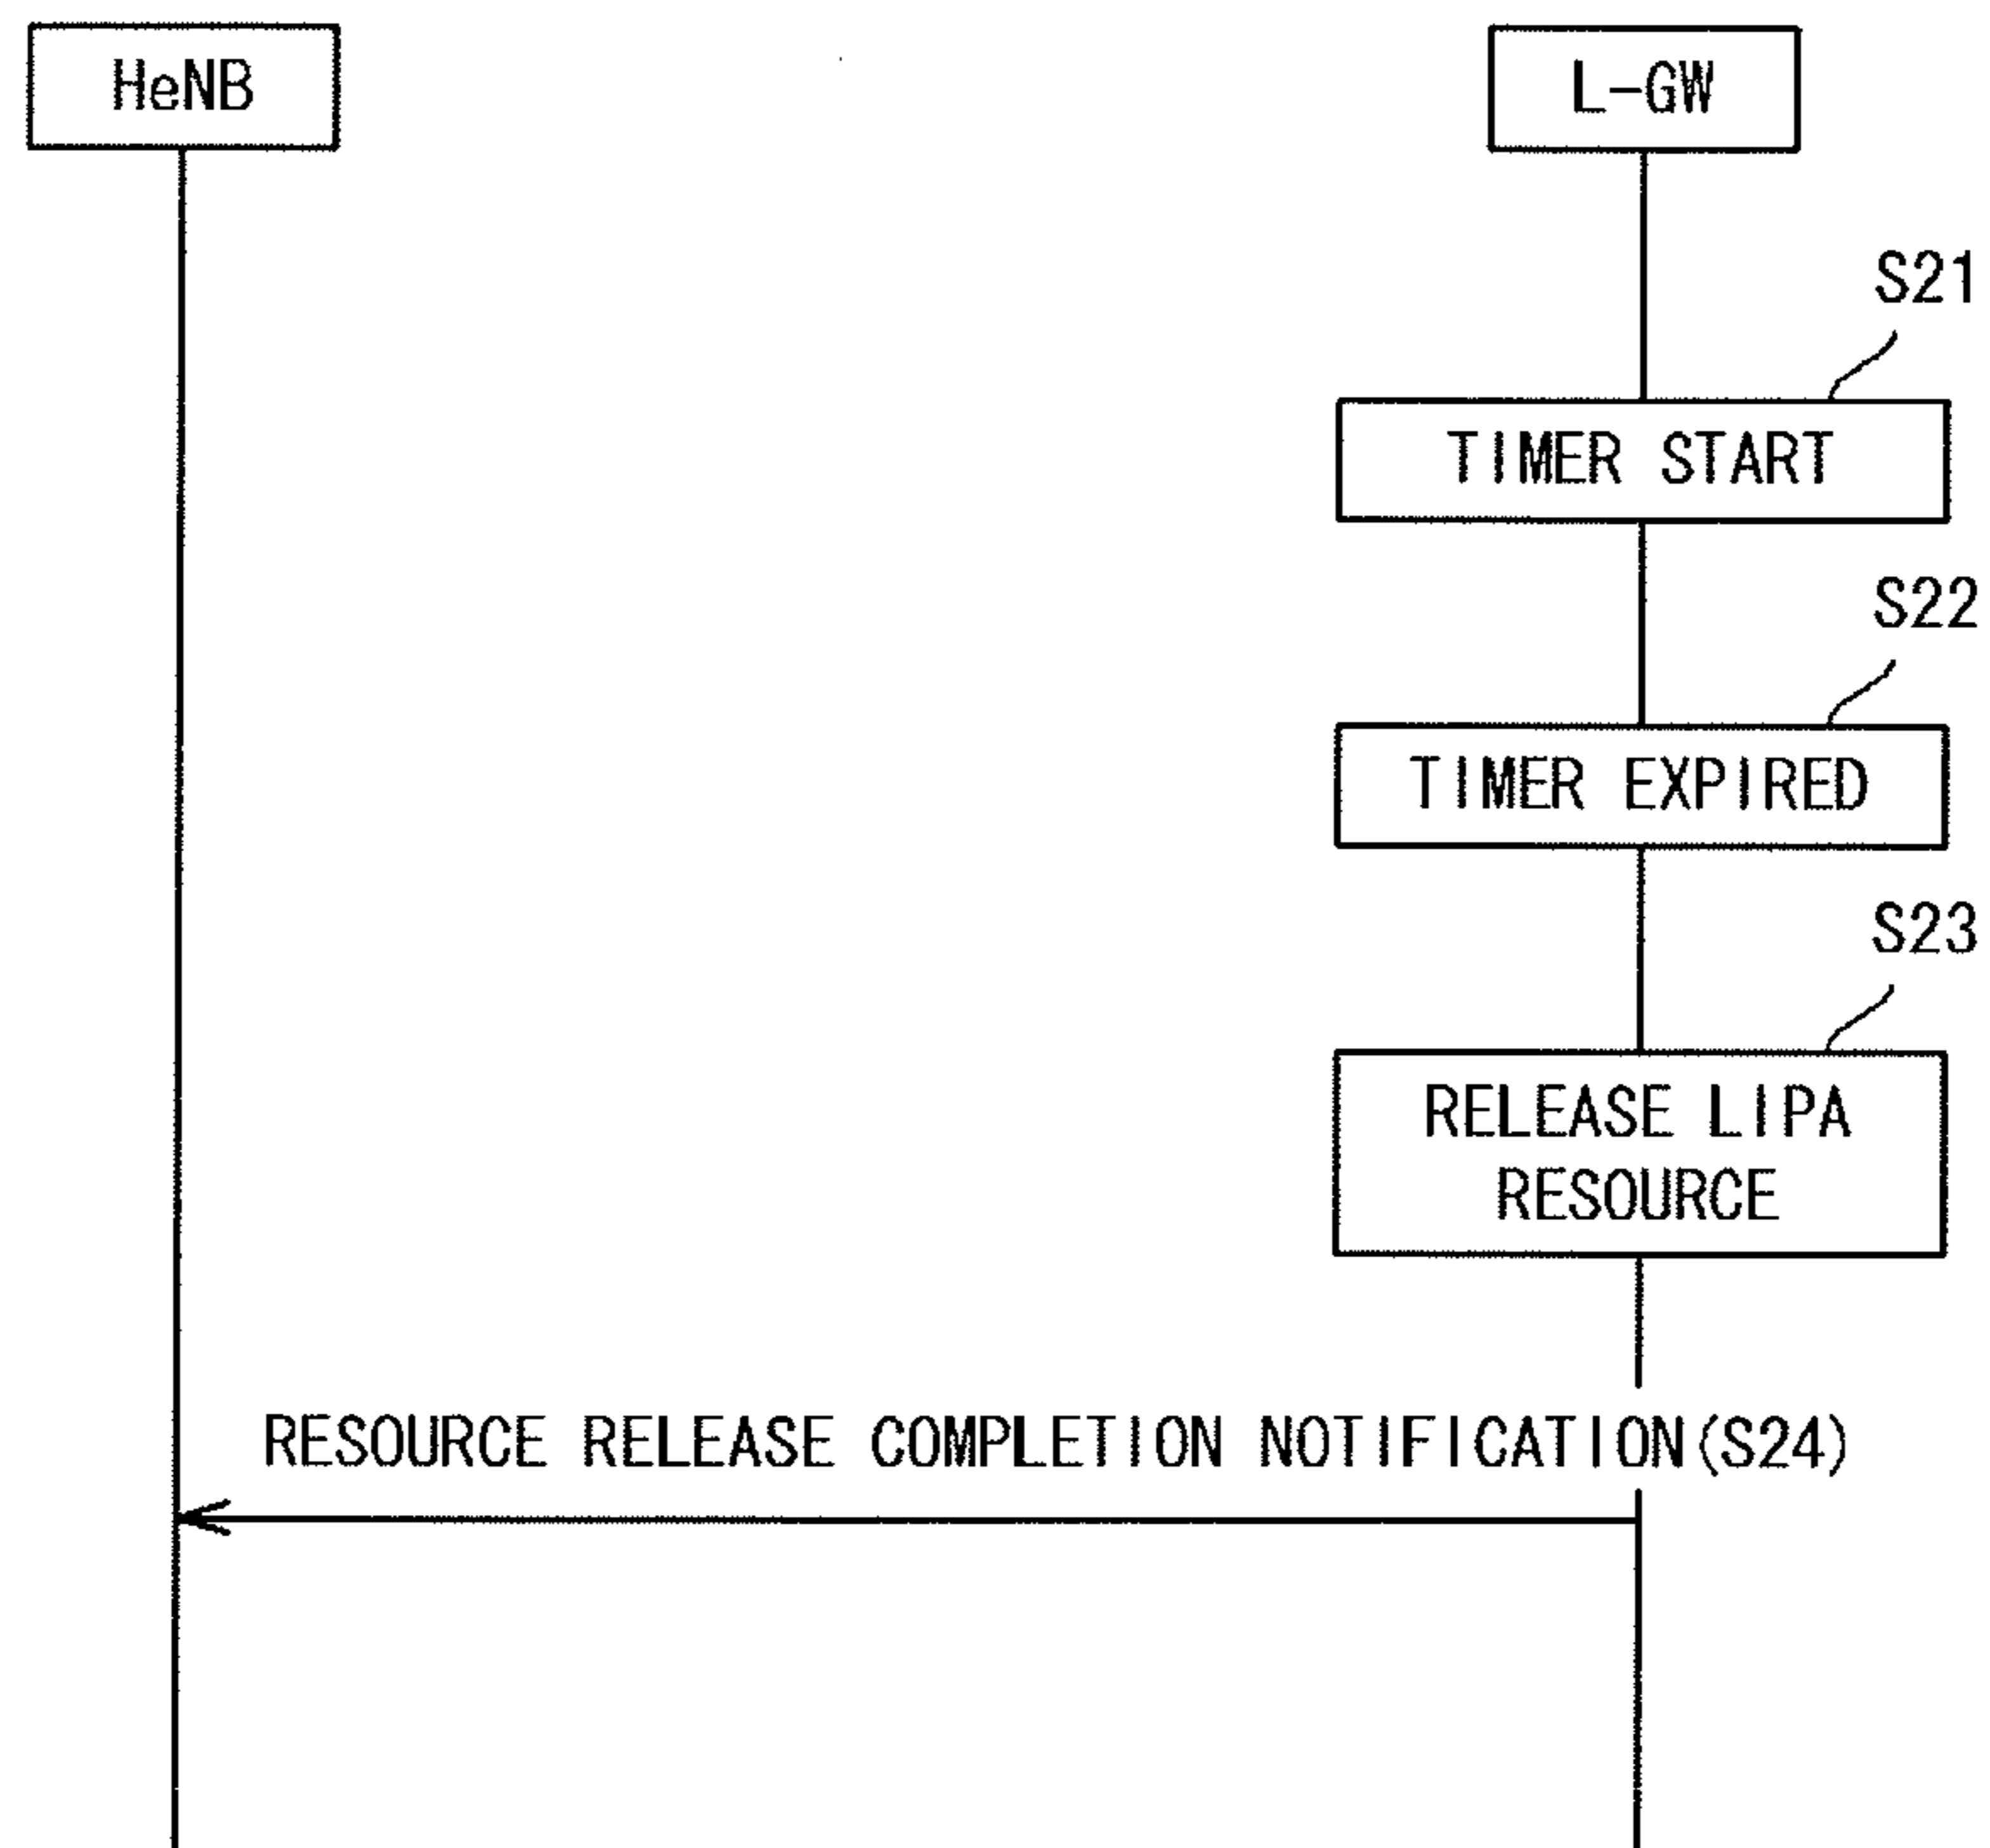 HeNB
L-GW
S21
TIMER START
S22
TIMER EXPIRED
S23
RELEASE LIPA
RESOURCE
RESOURCE RELEASE COMPLETION NOTIFICATION(S24)